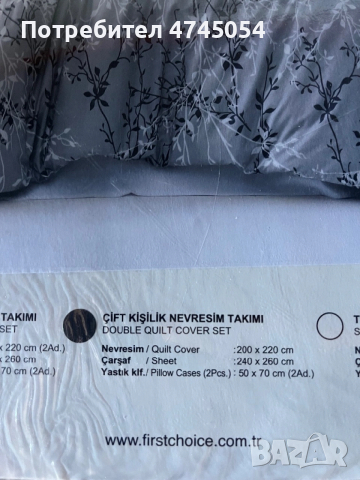 Потребител 4745054
TAKIMI
SET
x 220 cm (2Ad.)
x 260 cm
x 70 cm (2Ad.)
ÇİFT KİŞİLİK NEVRESİM TAKIMI
DOUBLE QUILT COVER SET
Nevresim / Quilt Cover : 200 x 220 cm
Çarşaf / Sheet : 240 x 260 cm
Yastık klf./ Pillow Cases (2Pcs.) : 50 x 70 cm (2Ad.)
T
S
N
Ç
Y
www.firstchoice.com.tr
BAZAR
bg